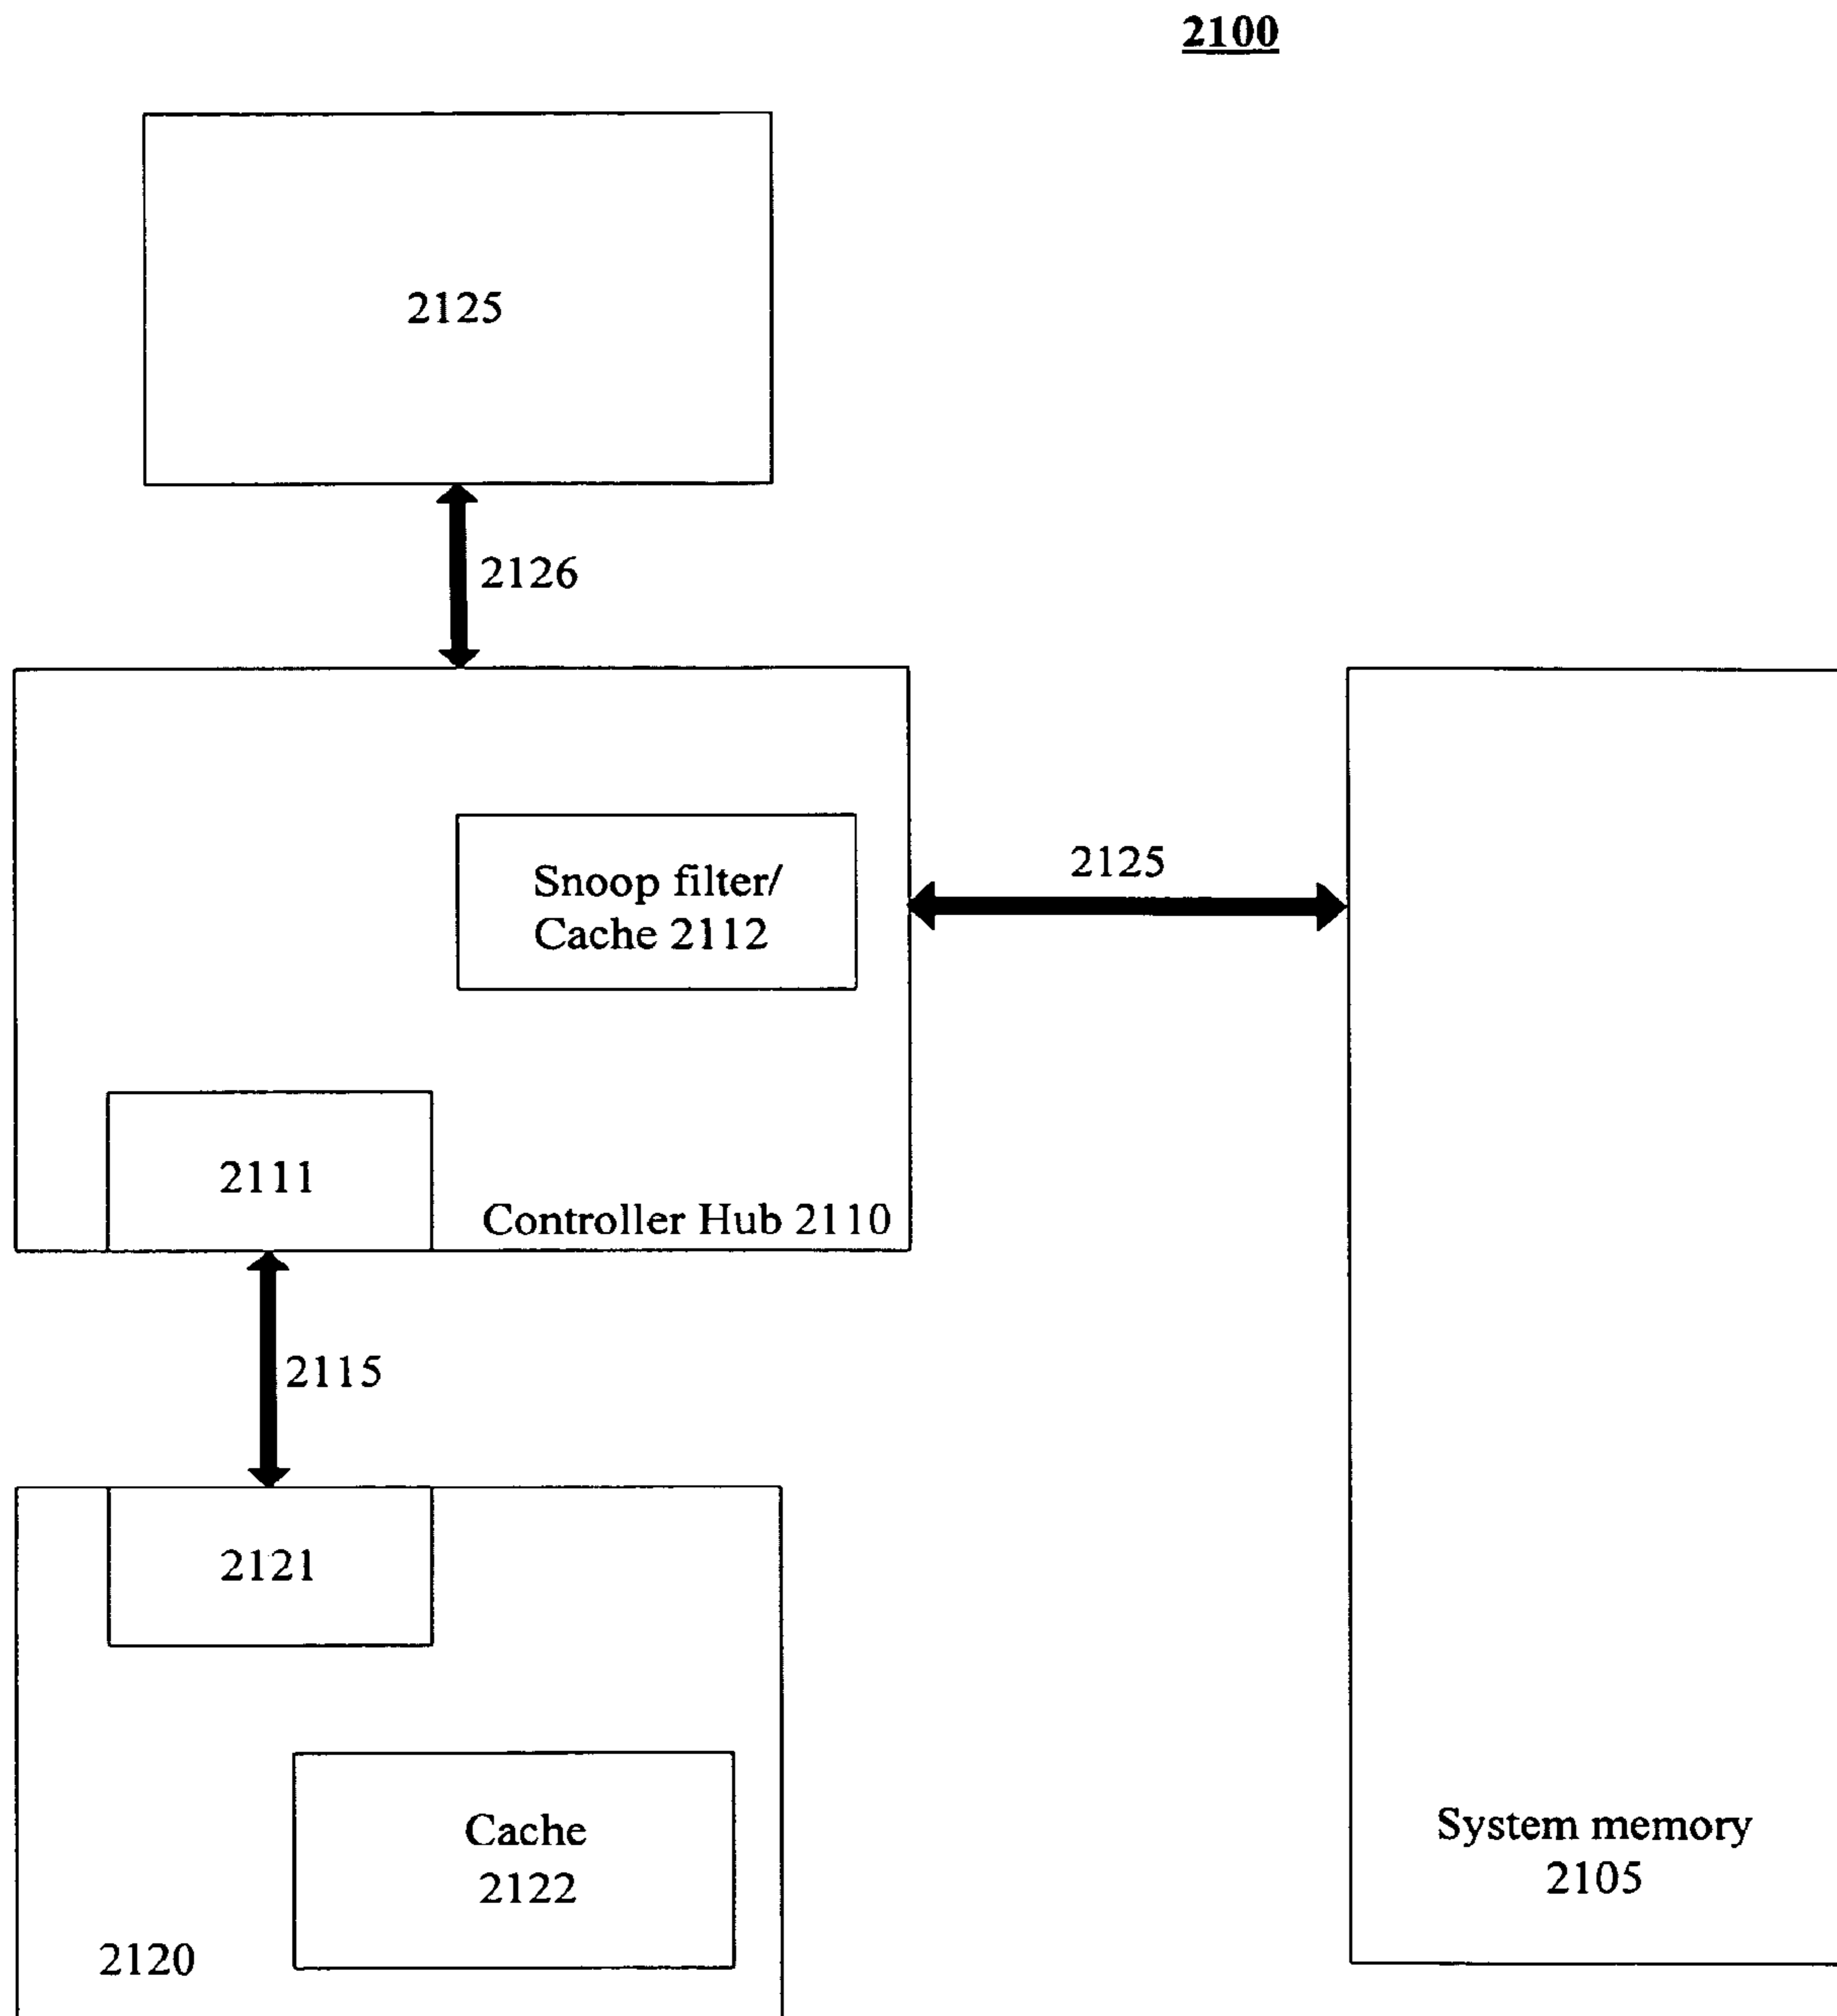 2100
2125
2126
Snoop filter/
Cache 2112
2125
2111
Controller Hub 2110
2115
2121
Cache
2122
2120
System memory
2105